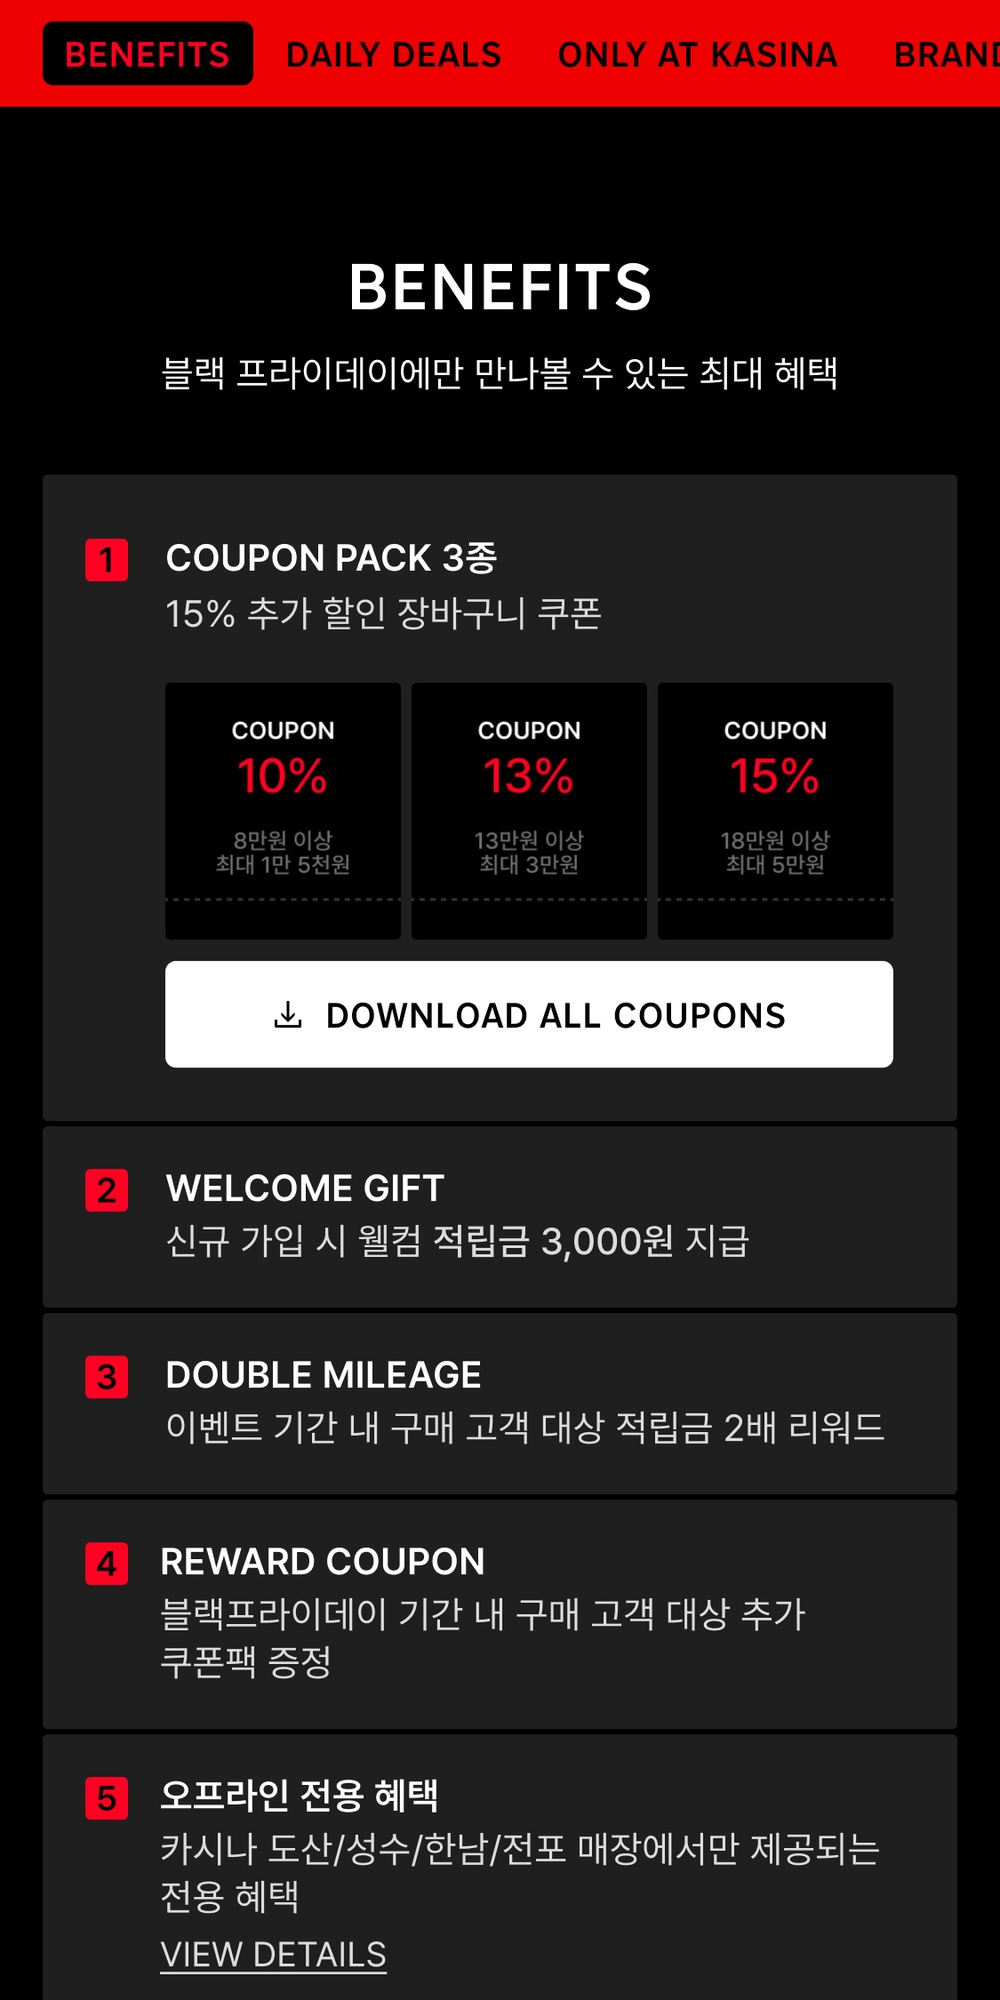 BENEFITS DAILY DEALS ONLY AT KASINA BRAND
BENEFITS
블랙 프라이데이에만 만나볼 수 있는 최대 혜택
1 COUPON PACK 3종
15% 추가 할인 장바구니 쿠폰
COUPON
10%
8만원 이상
최대 1만 5천원
COUPON
13%
13만원 이상
최대 3만원
COUPON
15%
18만원 이상
최대 5만원
DOWNLOAD ALL COUPONS
2 WELCOME GIFT
신규 가입 시 웰컴 적립금 3,000원 지급
3 DOUBLE MILEAGE
이벤트 기간 내 구매 고객 대상 적립금 2배 리워드
4 REWARD COUPON
블랙프라이데이 기간 내 구매 고객 대상 추가
쿠폰팩 증정
5 오프라인 전용 혜택
카시나 도산/성수/한남/전포 매장에서만 제공되는
전용 혜택
VIEW DETAILS